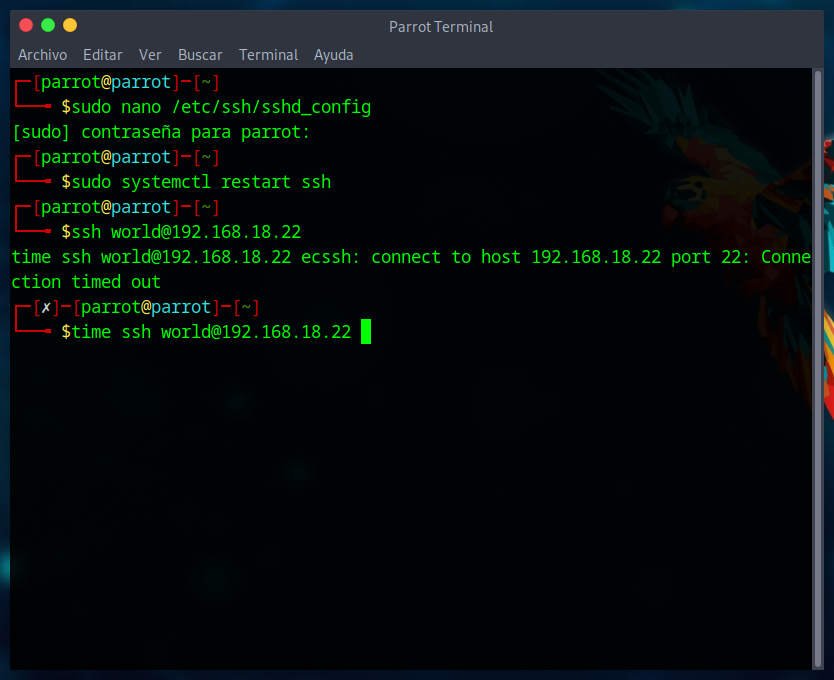 Parrot Terminal
Archivo Editar Ver Buscar Terminal Ayuda
┌─[parrot@parrot]─[~]
└──╼ $sudo nano /etc/ssh/sshd_config
[sudo] contraseña para parrot:
┌─[parrot@parrot]─[~]
└──╼ $sudo systemctl restart ssh
┌─[parrot@parrot]─[~]
└──╼ $ssh world@192.168.18.22
time ssh world@192.168.18.22 ecssh: connect to host 192.168.18.22 port 22: Conne
ction timed out
┌─[✗]─[parrot@parrot]─[~]
└──╼ $time ssh world@192.168.18.22